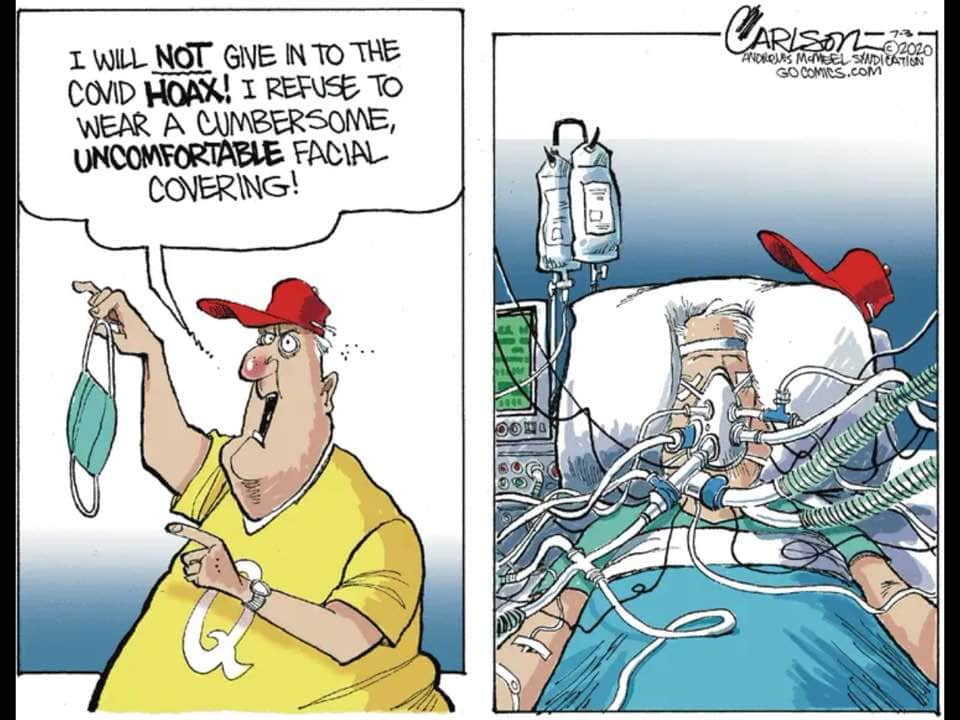 I WILL NOT GIVE IN TO THE
COVID HOAX! I REFUSE TO
WEAR A CUMBERSOME,
UNCOMFORTABLE FACIAL
COVERING!
Q
CARLSON 7-3
©2020
ANDREWS McMEEL SYNDICATION
GOCOMICS.COM